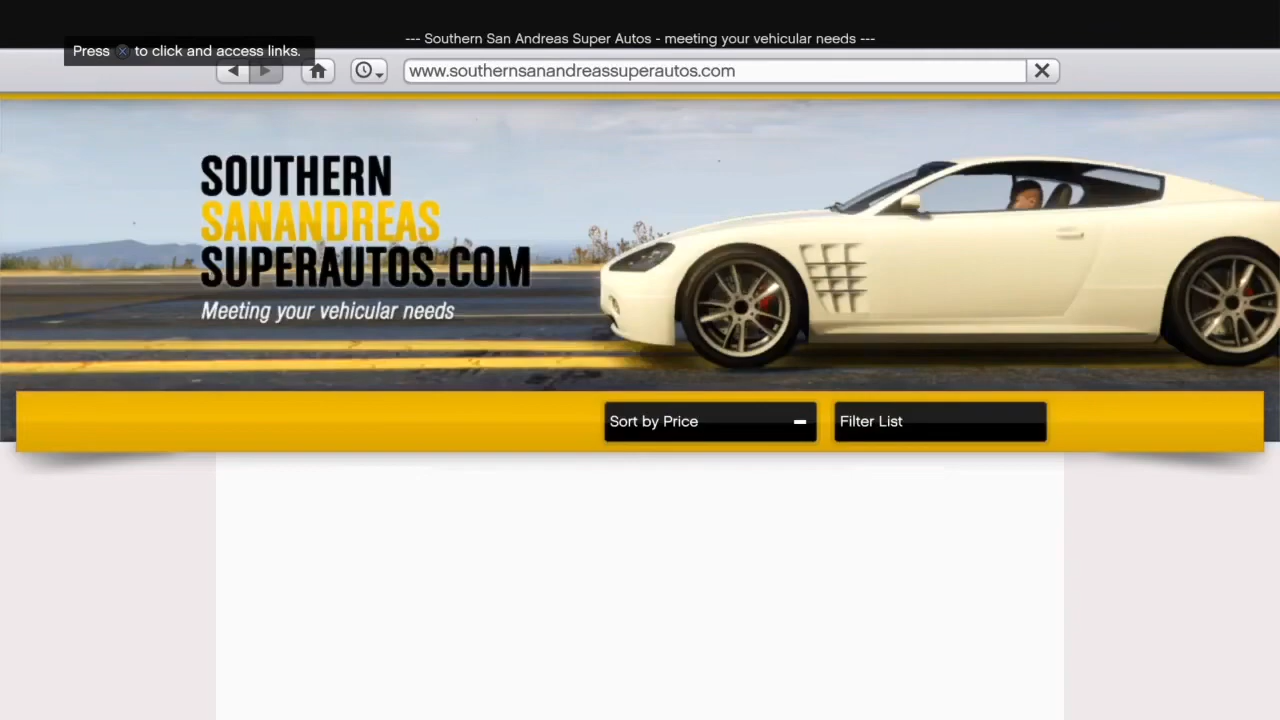 --- Southern San Andreas Super Autos - meeting your vehicular needs ---
Press ⊗ to click and access links.
www.southernsanandreassuperautos.com
SOUTHERN
SANANDREAS
SUPERAUTOS.COM
Meeting your vehicular needs
Sort by Price
Filter List